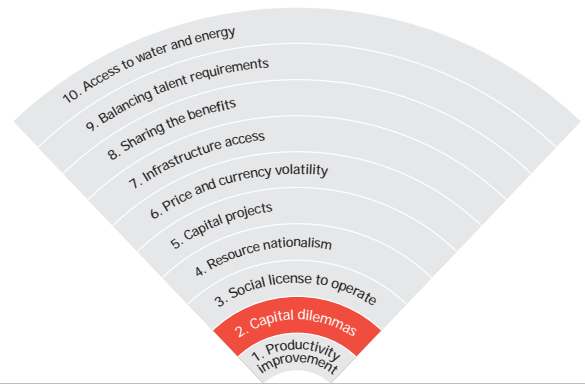 10. Access to water and energy
9. Balancing talent requirements
8. Sharing the benefits
7. Infrastructure access
6. Price and currency volatility
5. Capital projects
4. Resource nationalism
3. Social license to operate
2. Capital dilemmas
1. Productivity
improvement